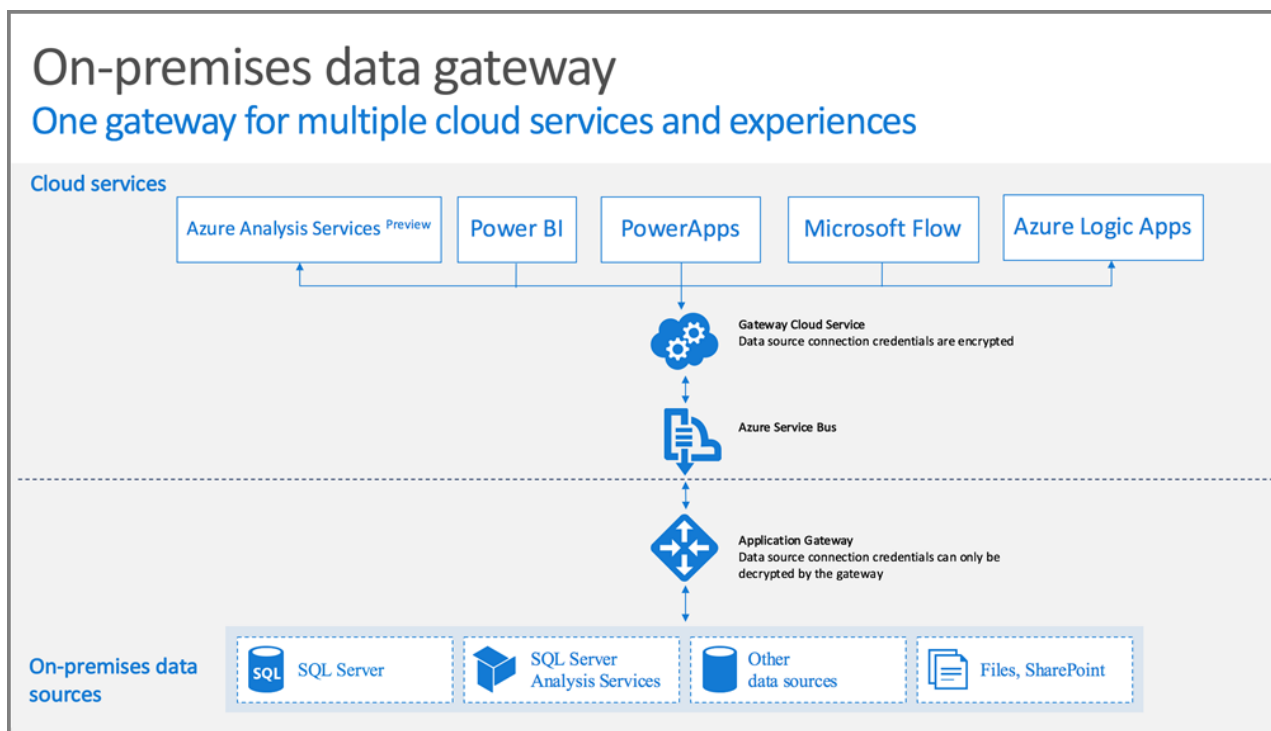 On-premises data gateway
One gateway for multiple cloud services and experiences
Cloud services
Azure Analysis Services Preview
Power BI
PowerApps
Microsoft Flow
Azure Logic Apps
Gateway Cloud Service
Data source connection credentials are encrypted
Azure Service Bus
Application Gateway
Data source connection credentials can only be
decrypted by the gateway
On-premises data
sources
SQL
SQL Server
SQL Server
Analysis Services
Other
data sources
Files, SharePoint